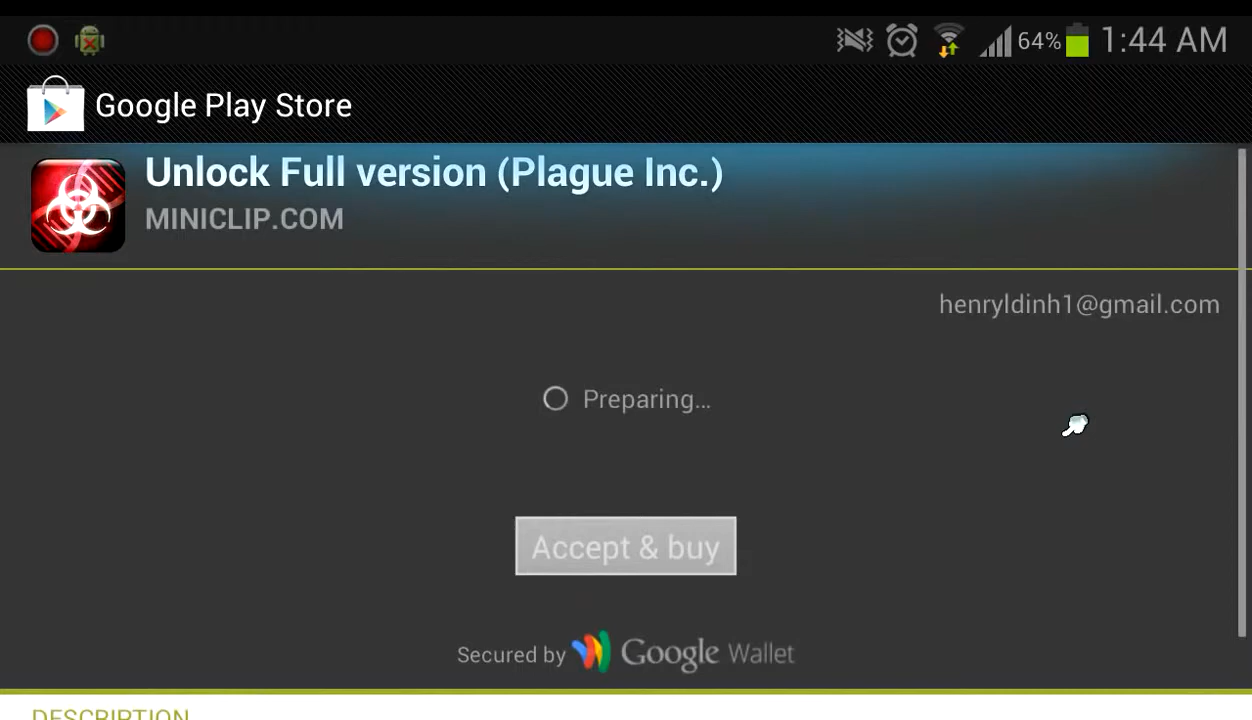 64% 1:44 AM
Google Play Store
Unlock Full version (Plague Inc.)
MINICLIP.COM
henryldinh1@gmail.com
Preparing...
Accept & buy
Secured by Google Wallet
DESCRIPTION